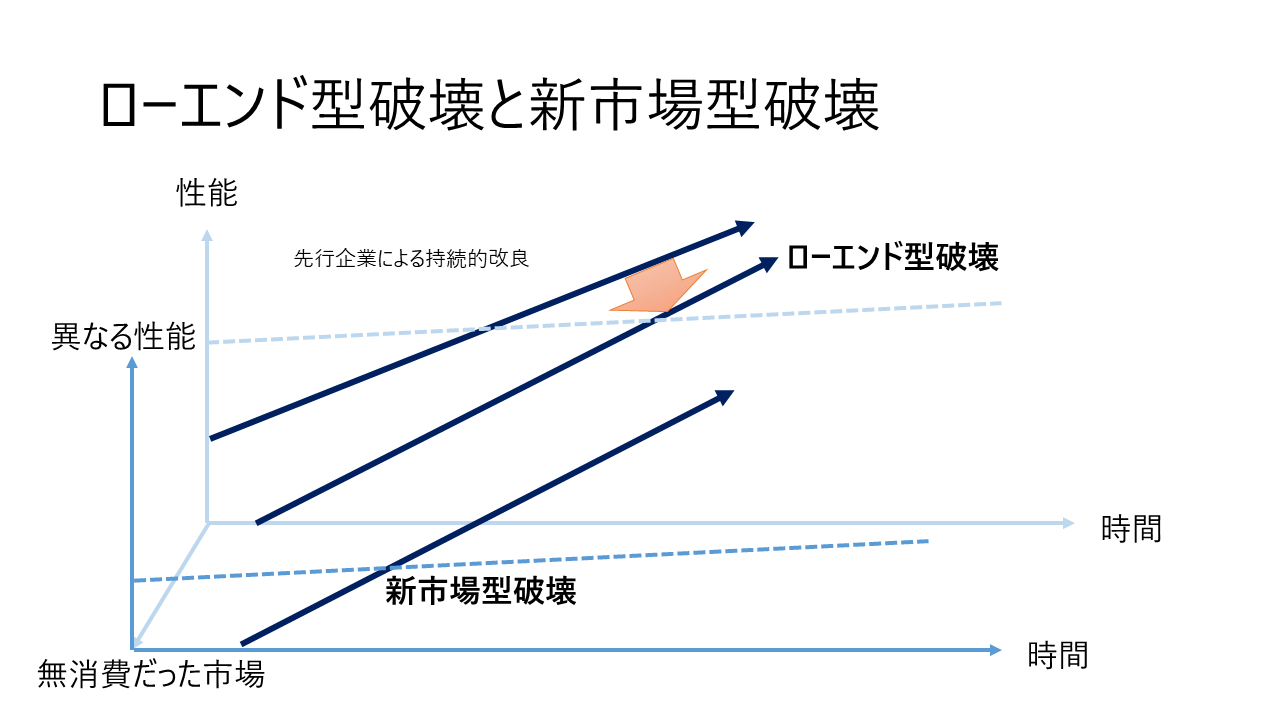 ローエンド型破壊と新市場型破壊
性能
先行企業による持続的改良
ローエンド型破壊
異なる性能
時間
新市場型破壊
時間
無消費だった市場